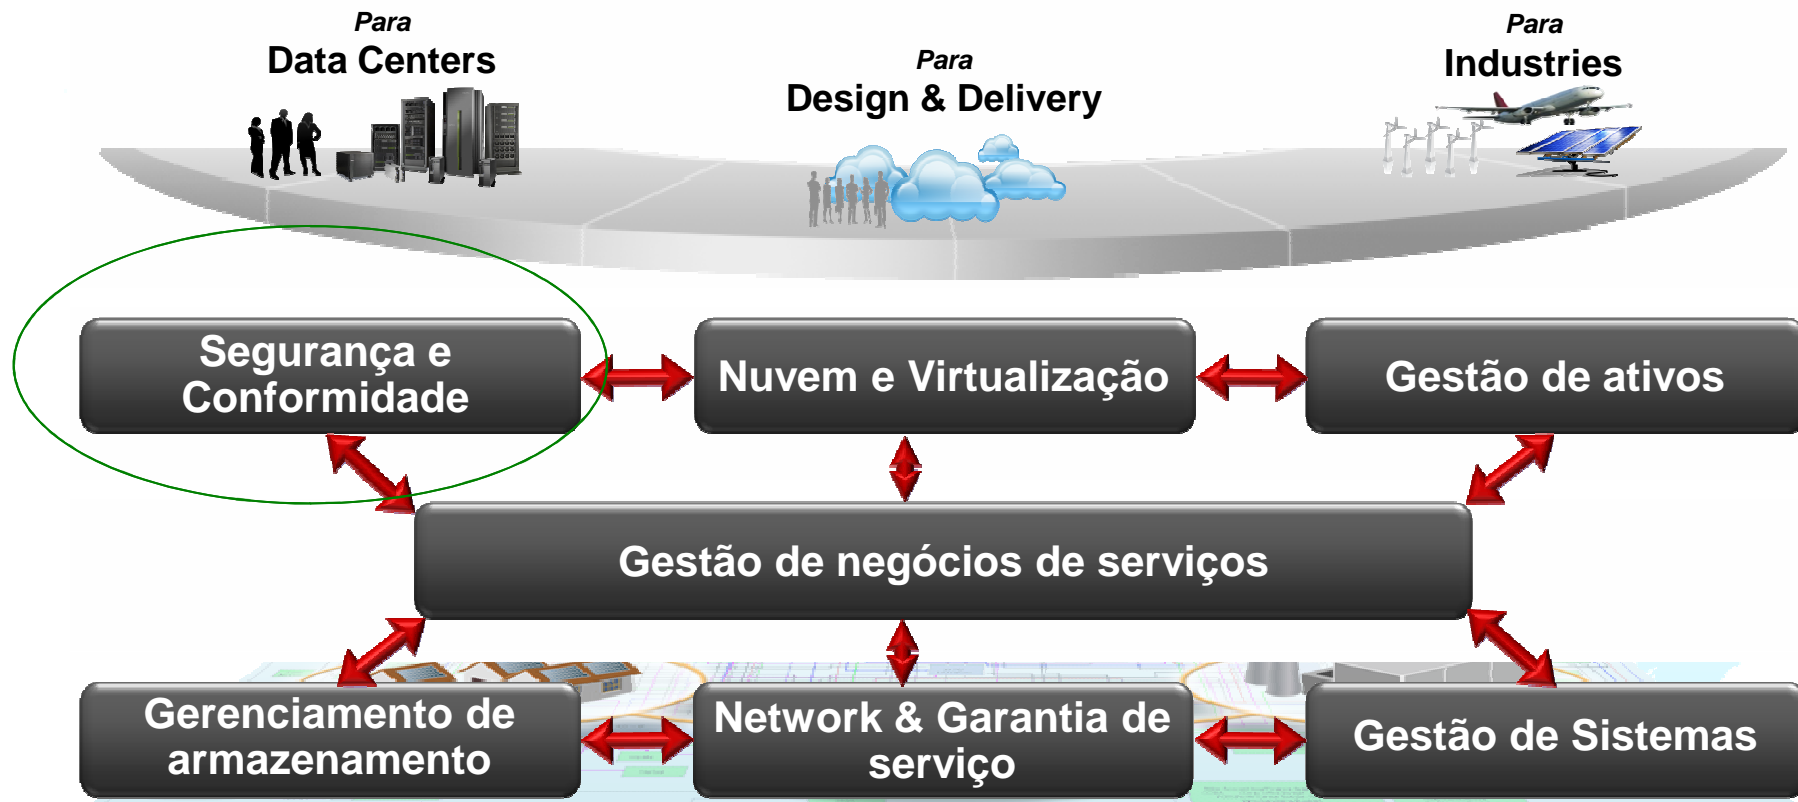 Para
Data Centers
Para
Design & Delivery
Para
Industries
Segurança e
Conformidade
Nuvem e Virtualização
Gestão de ativos
Gestão de negócios de serviços
Gerenciamento de
armazenamento
Network & Garantia de
serviço
Gestão de Sistemas